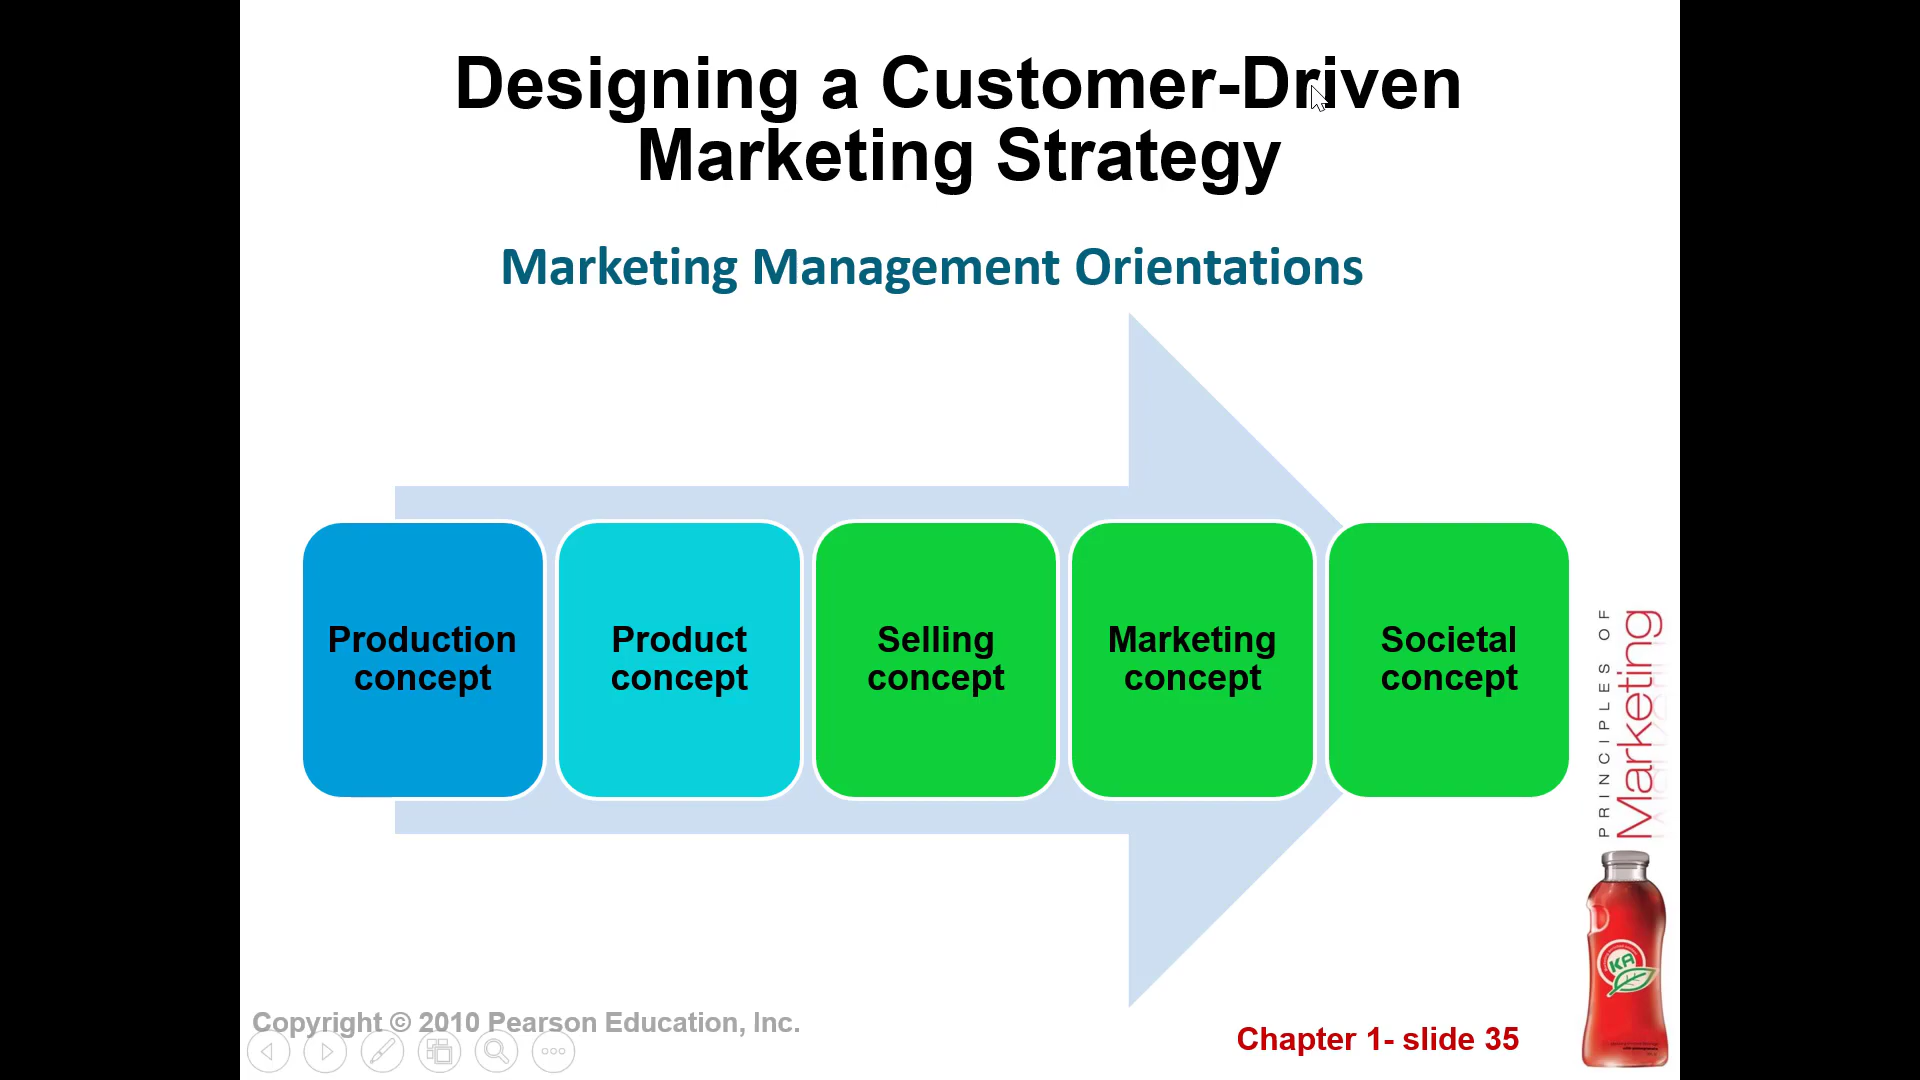 Designing a Customer-Driven
Marketing Strategy
Marketing Management Orientations
Production
concept
Product
concept
Selling
concept
Marketing
concept
Societal
concept
PRINCIPLES OF
Marketing
KA
Copyright © 2010 Pearson Education, Inc.
Chapter 1- slide 35